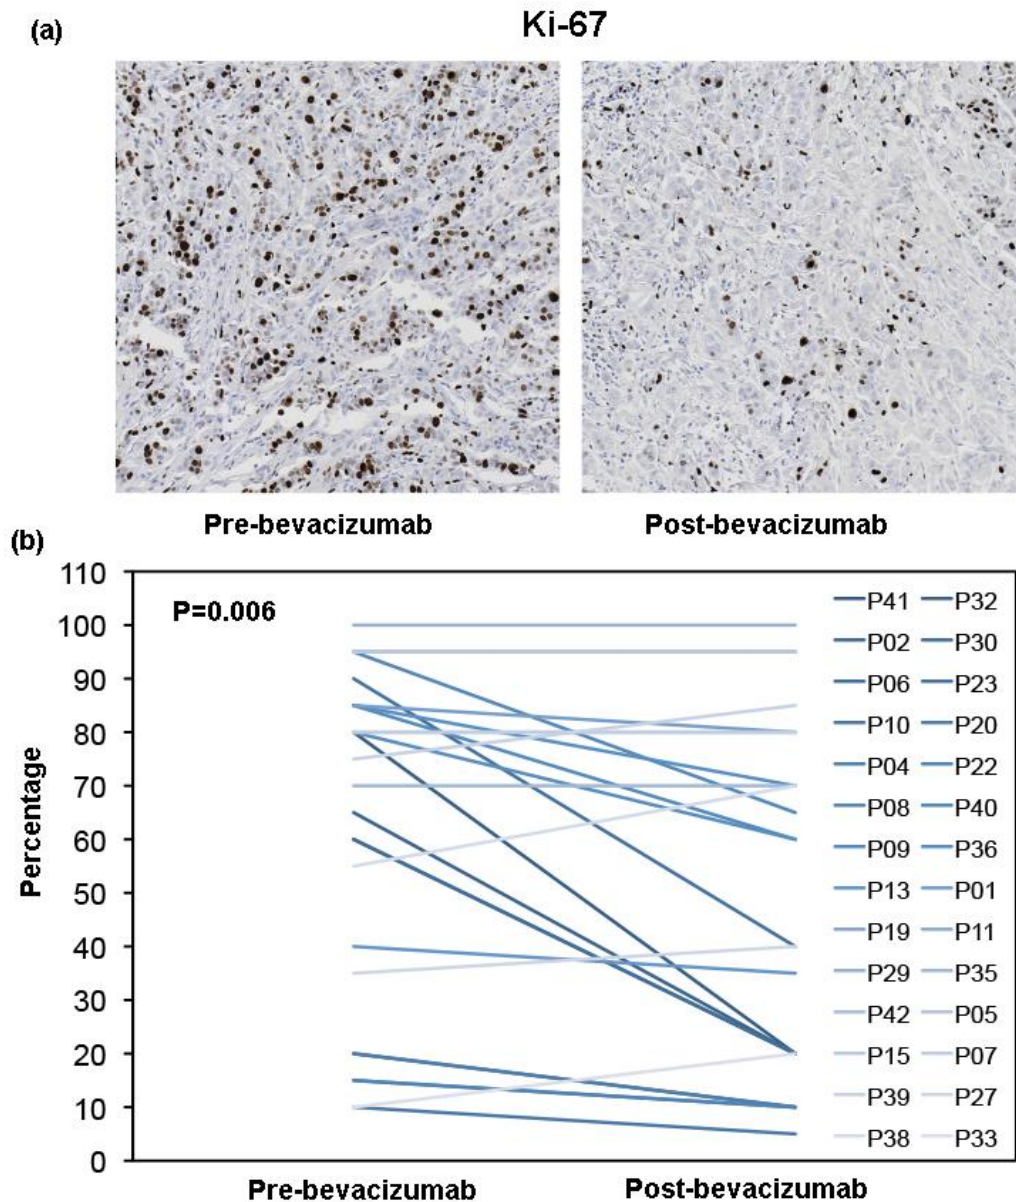 Ki-67
(a)
Pre-bevacizumab Post-bevacizumab
(b)
110
100
90
80
70
60
50
40
30
20
10
0
Percentage
P=0.006
P41 P32
P02 P30
P06 P23
P10 P20
P04 P22
P08 P40
P09 P36
P13 P01
P19 P11
P29 P35
P42 P05
P15 P07
P39 P27
P38 P33
Pre-bevacizumab Post-bevacizumab